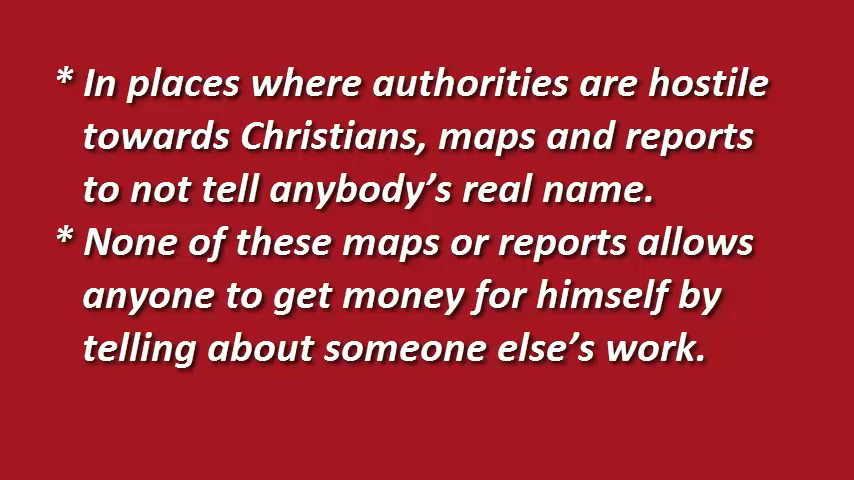 * In places where authorities are hostile
towards Christians, maps and reports
to not tell anybody’s real name.
* None of these maps or reports allows
anyone to get money for himself by
telling about someone else’s work.